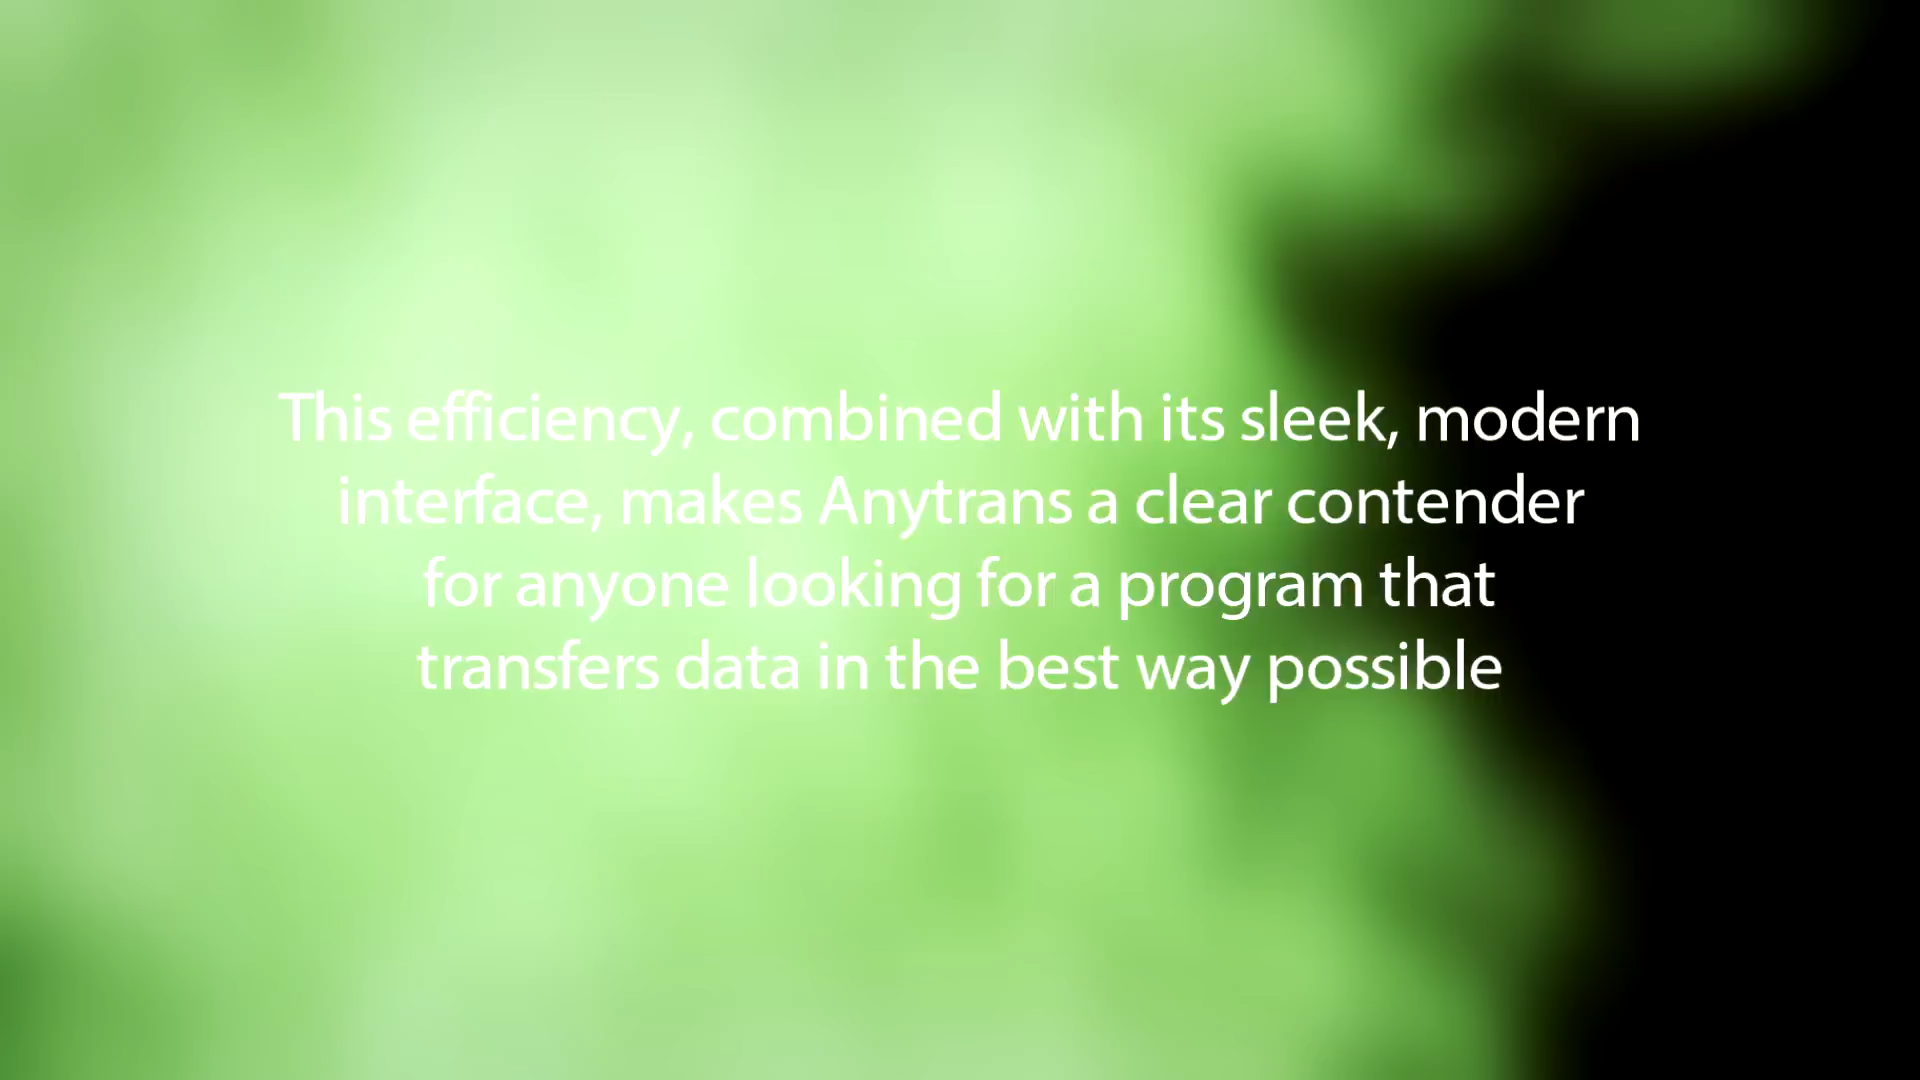 This efficiency, combined with its sleek, modern
interface, makes Anytrans a clear contender
for anyone looking for a program that
transfers data in the best way possible